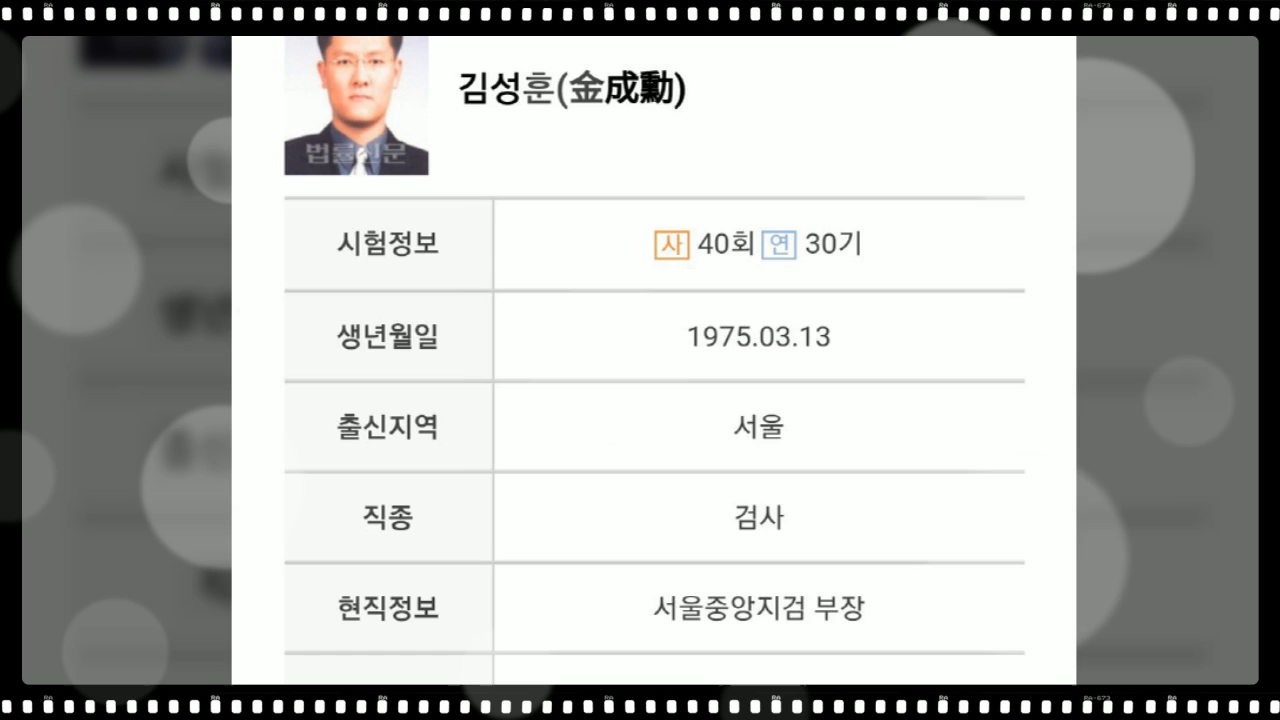 김성훈(金成勳)
법률신문
시험정보 사 40회 연 30기
생년월일 1975.03.13
출신지역 서울
직종 검사
현직정보 서울중앙지검 부장